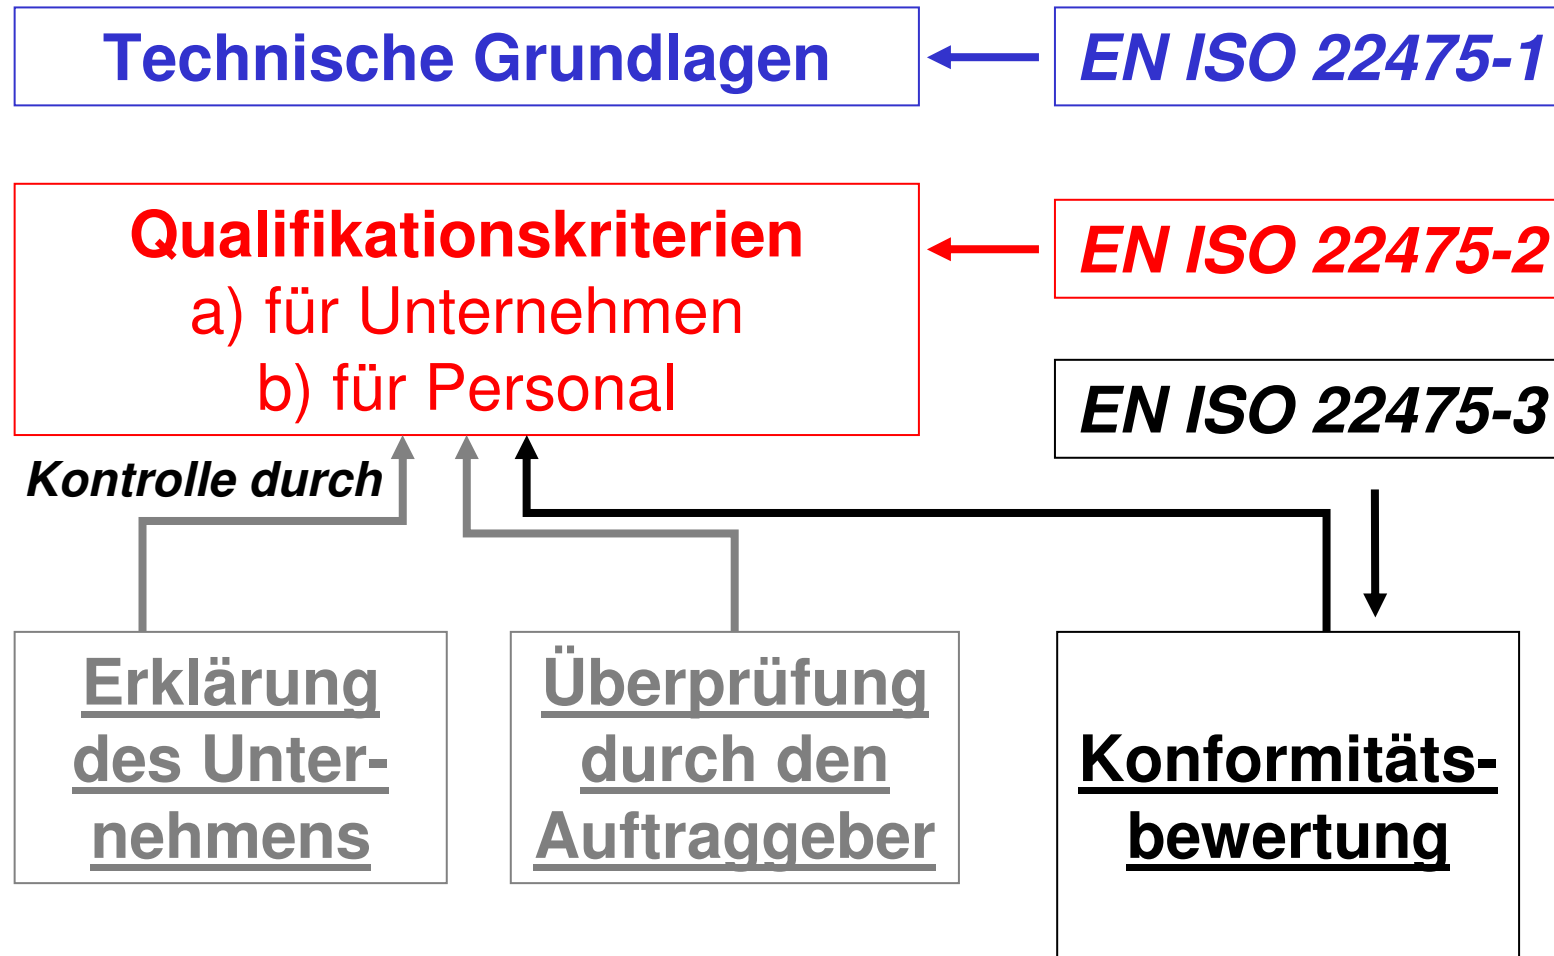 Technische Grundlagen
EN ISO 22475-1
Qualifikationskriterien
a) für Unternehmen
b) für Personal
EN ISO 22475-2
EN ISO 22475-3
Kontrolle durch
Erklärung
des Unter-
nehmens
Überprüfung
durch den
Auftraggeber
Konformitäts-
bewertung